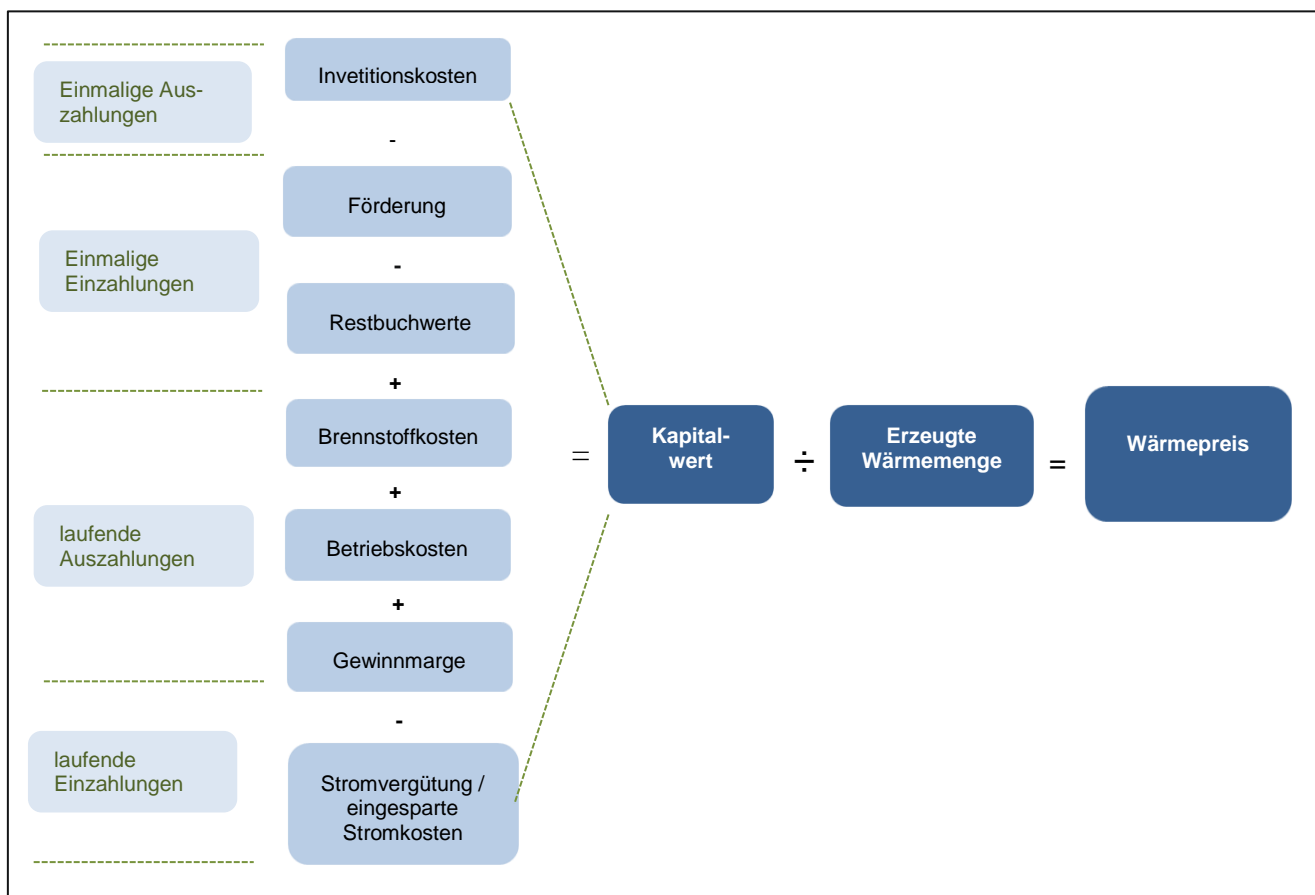 Einmalige Aus-
zahlungen
Invetitionskosten
-
Förderung
Einmalige
Einzahlungen
-
Restbuchwerte
+
Brennstoffkosten
+
laufende
Auszahlungen
Betriebskosten
+
Gewinnmarge
-
laufende
Einzahlungen
Stromvergütung /
eingesparte
Stromkosten
=
Kapital-
wert
÷
Erzeugte
Wärmemenge
=
Wärmepreis